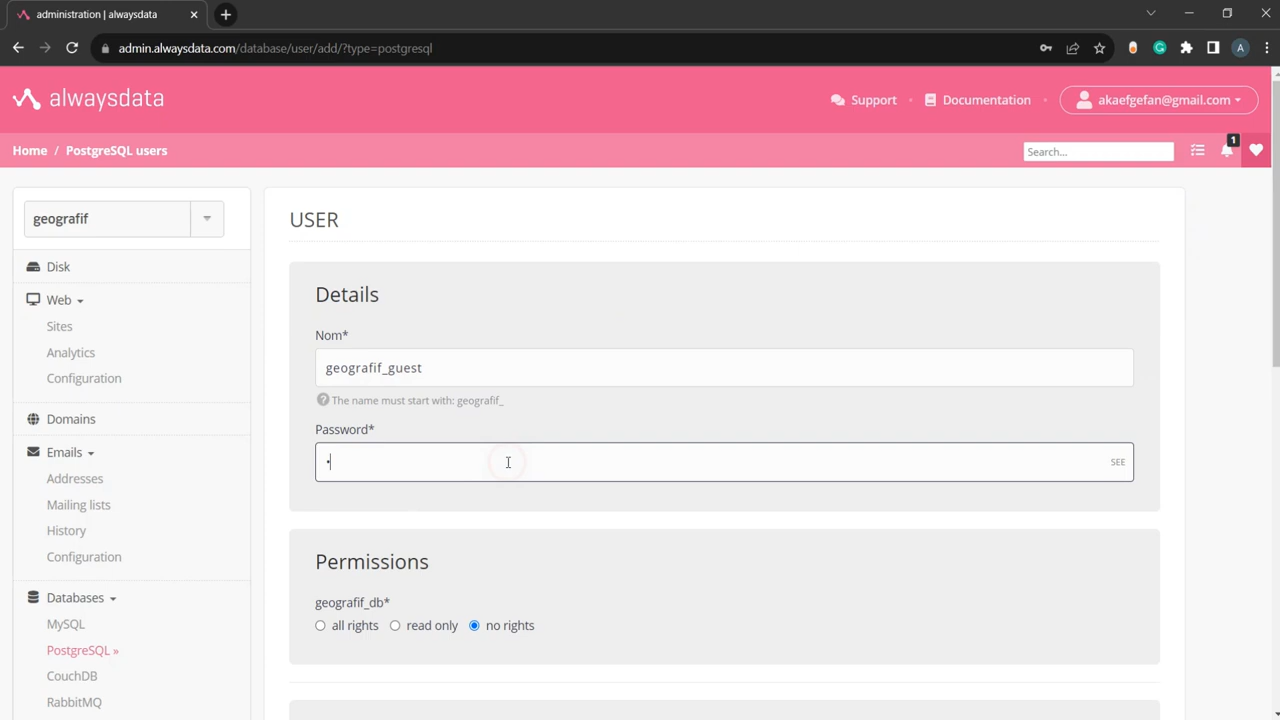 administration | alwaysdata
admin.alwaysdata.com/database/user/add/?type=postgresql
A
alwaysdata
Support
Documentation
akaefgefan@gmail.com
Home / PostgreSQL users
Search...
1
geografif
Disk
Web
Sites
Analytics
Configuration
Domains
Emails
Addresses
Mailing lists
History
Configuration
Databases
MySQL
PostgreSQL »
CouchDB
RabbitMQ
USER
Details
Nom*
geografif_guest
? The name must start with: geografif_
Password*
•
SEE
Permissions
geografif_db*
all rights read only no rights